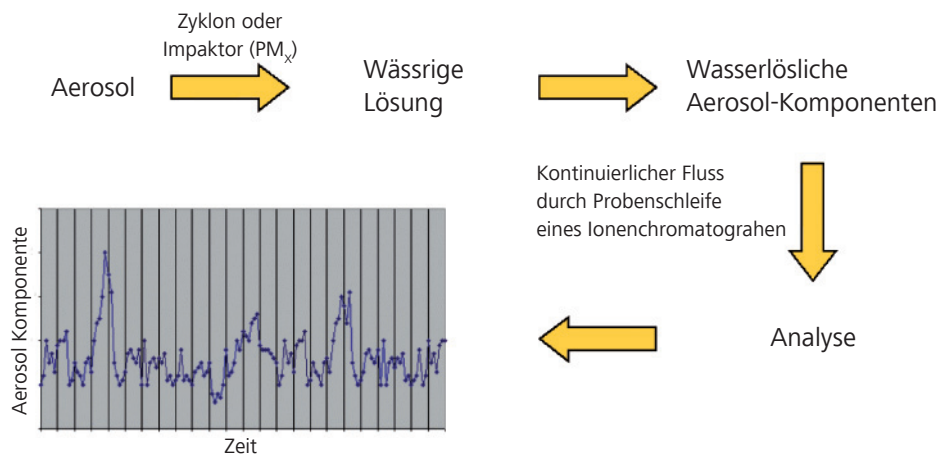 Zyklon oder
Impaktor (PMx)
Aerosol
Wässrige
Lösung
Wasserlösliche
Aerosol-Komponenten
Kontinuierlicher Fluss
durch Probenschleife
eines Ionenchromatograhen
Analyse
Aerosol Komponente
Zeit